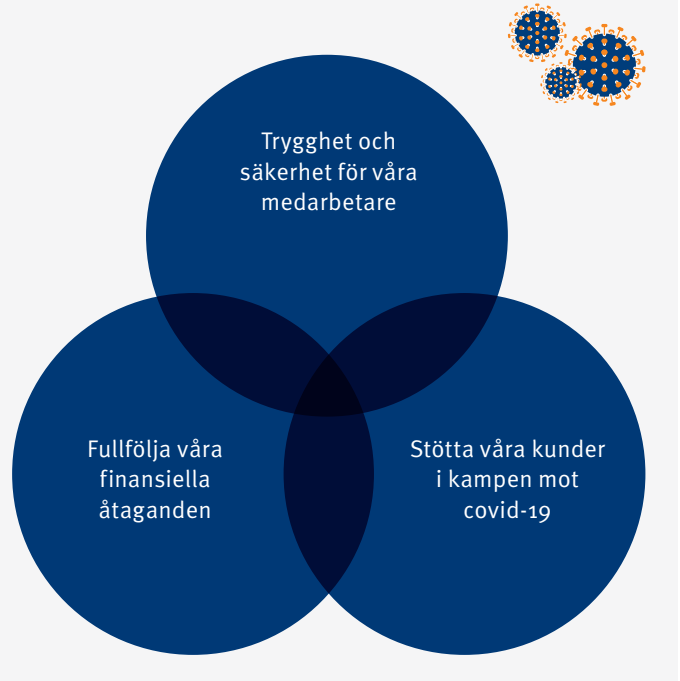 Trygghet och
säkerhet för våra
medarbetare
Fullfölja våra
finansiella
åtaganden
Stötta våra kunder
i kampen mot
covid-19